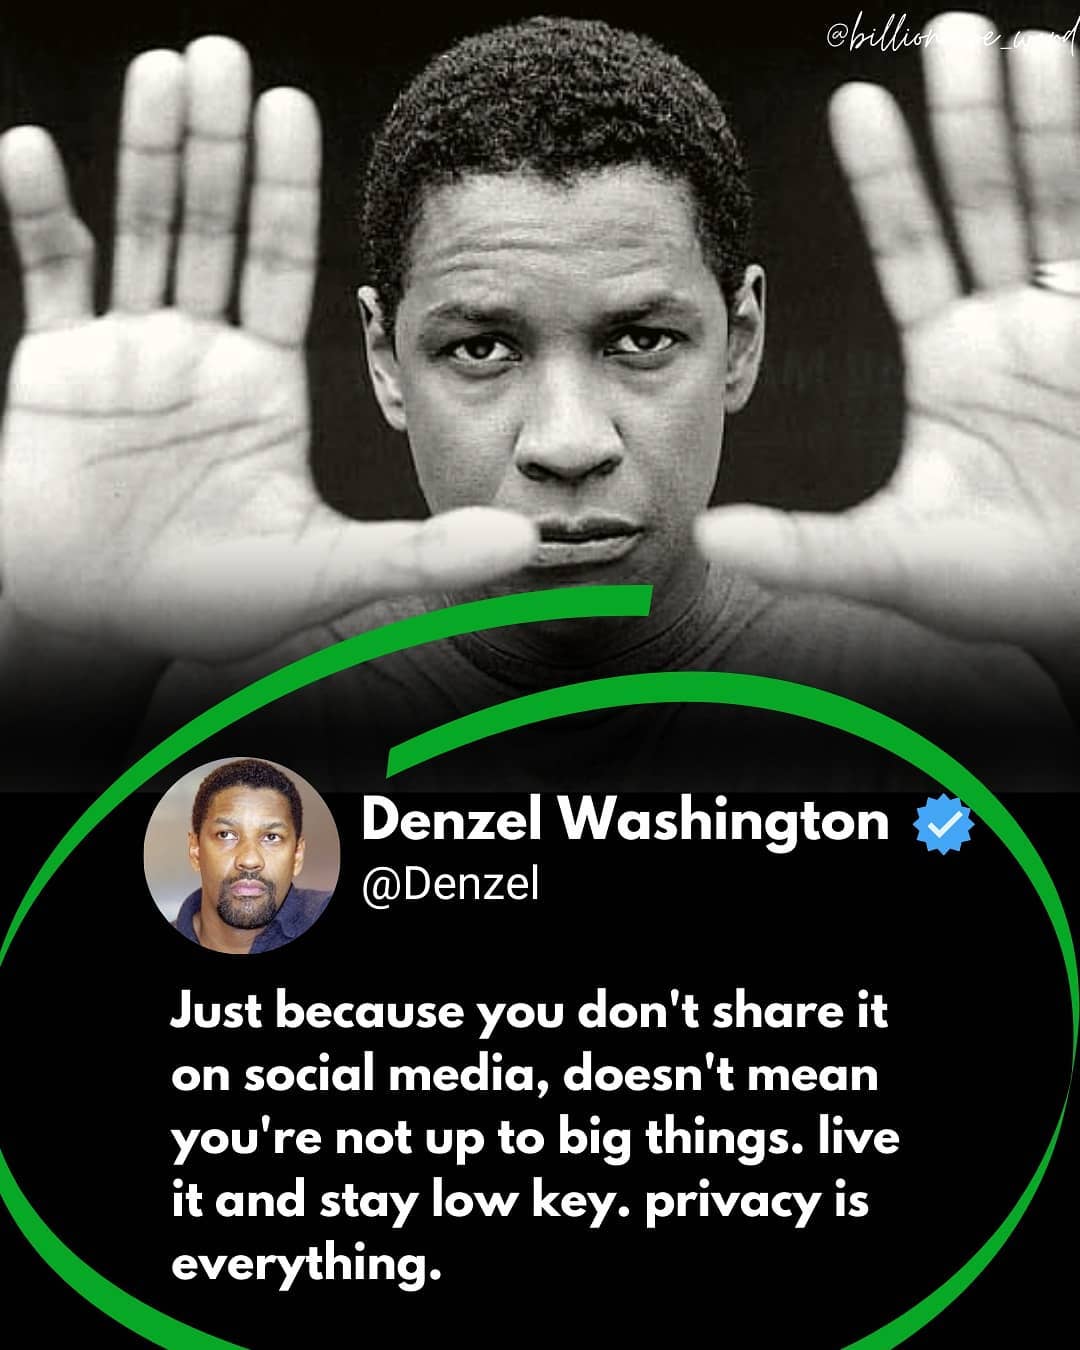 Denzel Washington
@Denzel
Just because you don't share it
on social media, doesn't mean
you're not up to big things. live
it and stay low key. privacy is
everything.